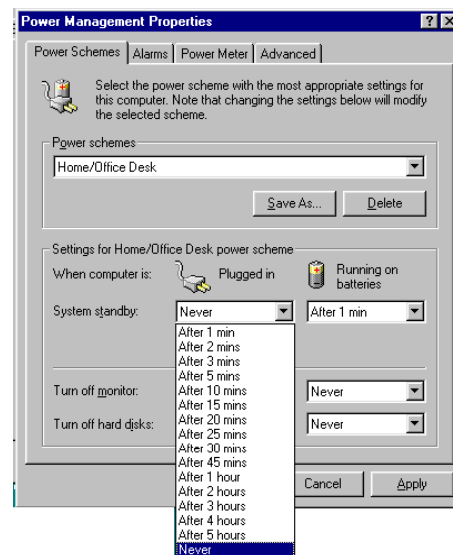 Power Management Properties
Power Schemes Alarms Power Meter Advanced
Select the power scheme with the most appropriate settings for
this computer. Note that changing the settings below will modify
the selected scheme.
Power schemes
Home/Office Desk
Save As... Delete
Settings for Home/Office Desk power scheme
When computer is: Plugged in Running on
batteries
System standby: Never After 1 min
After 1 min
After 2 mins
After 3 mins
After 5 mins
After 10 mins
After 15 mins
After 20 mins
After 25 mins
After 30 mins
After 45 mins
After 1 hour
After 2 hours
After 3 hours
After 4 hours
After 5 hours
Never
Turn off monitor: Never
Turn off hard disks: Never
Cancel Apply